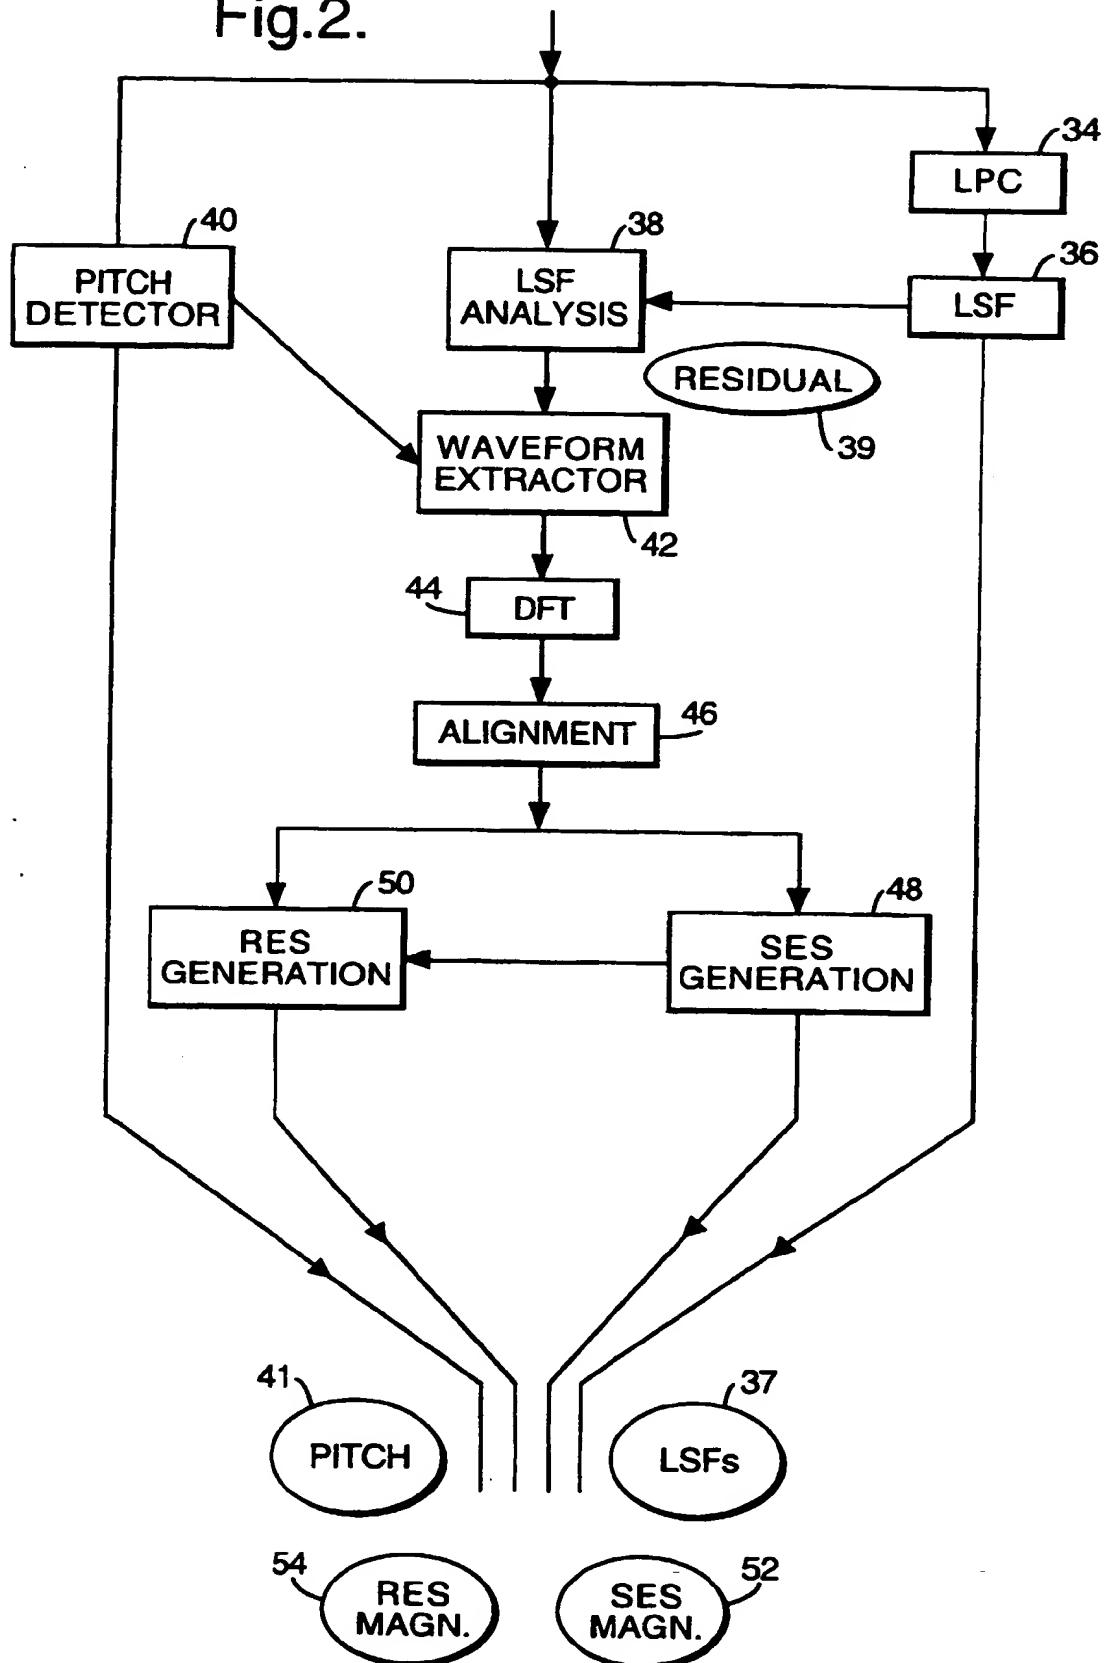 Fig.2.
34
LPC
40
38
36
PITCH
DETECTOR
LSF
ANALYSIS
LSF
RESIDUAL
39
WAVEFORM
EXTRACTOR
42
44
DFT
46
ALIGNMENT
50
48
RES
GENERATION
SES
GENERATION
41
37
PITCH
LSFs
54
52
RES
MAGN.
SES
MAGN.